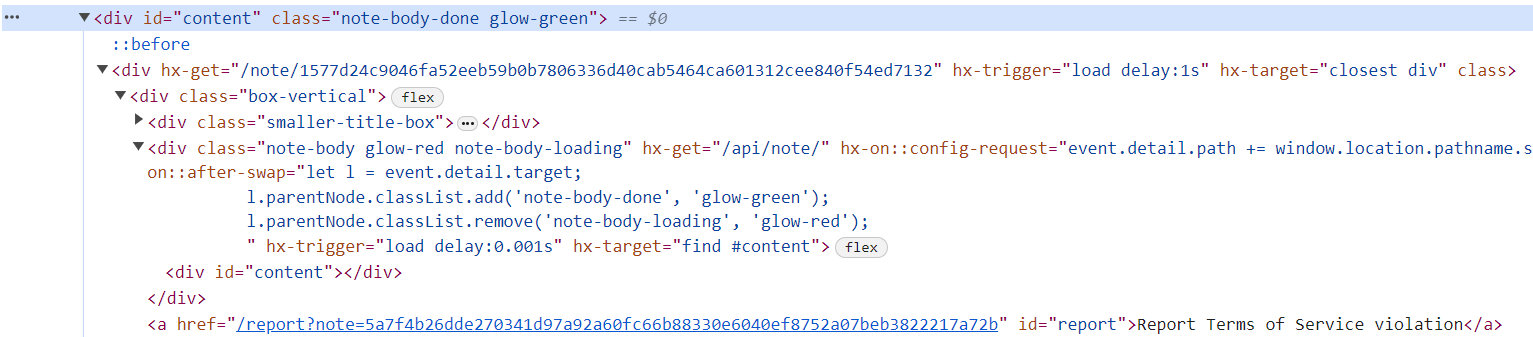 ••• ▼<div id="content" class="note-body-done glow-green"> == $0
::before
▼<div hx-get="/note/1577d24c9046fa52eeb59b0b7806336d40cab5464ca601312cee840f54ed7132" hx-trigger="load delay:1s" hx-target="closest div" class>
▼<div class="box-vertical"> flex
▶<div class="smaller-title-box"> ••• </div>
▼<div class="note-body glow-red note-body-loading" hx-get="/api/note/" hx-on::config-request="event.detail.path += window.location.pathname.s
on::after-swap="let l = event.detail.target;
l.parentNode.classList.add('note-body-done', 'glow-green');
l.parentNode.classList.remove('note-body-loading', 'glow-red');
" hx-trigger="load delay:0.001s" hx-target="find #content"> flex
<div id="content"></div>
</div>
<a href="/report?note=5a7f4b26dde270341d97a92a60fc66b88330e6040ef8752a07beb3822217a72b" id="report">Report Terms of Service violation</a>